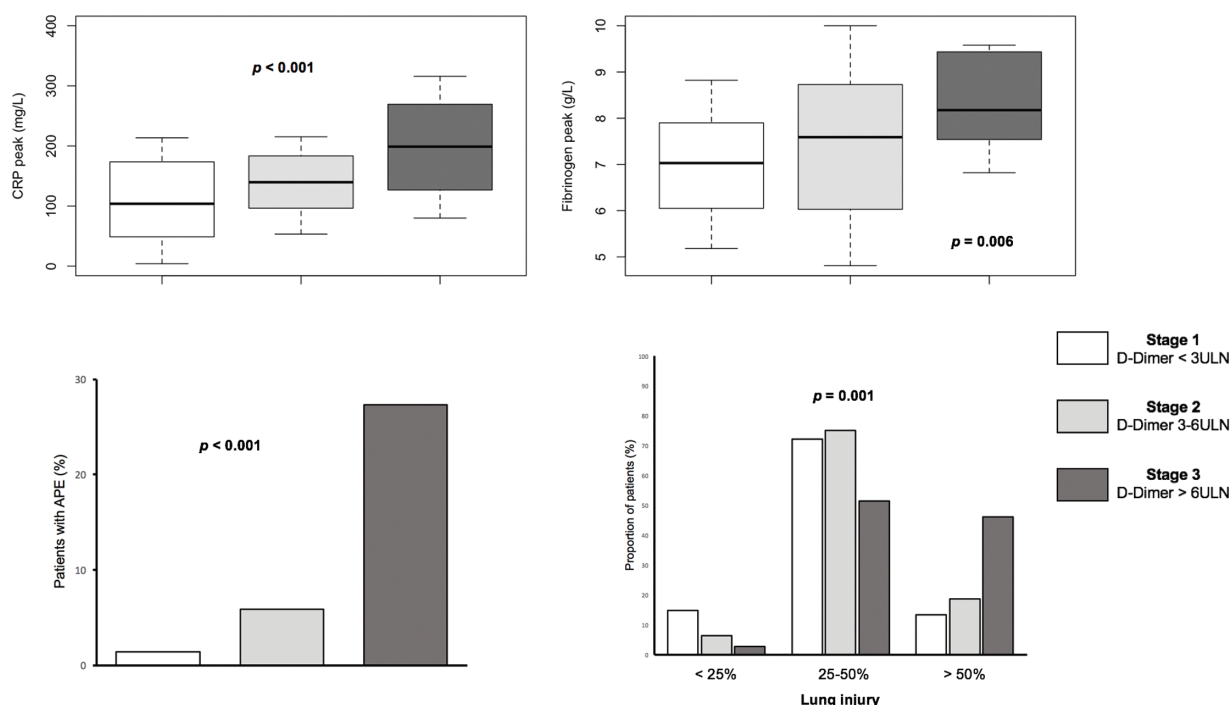 CRP peak (mg/L)
400
300
200
100
0
p < 0.001
Fibrinogen peak (g/L)
10
9
8
7
6
5
p = 0.006
Patients with APE (%)
30
20
10
0
p < 0.001
Proportion of patients (%)
100
90
80
70
60
50
40
30
20
10
0
p = 0.001
< 25%
25-50%
> 50%
Lung injury
Stage 1
D-Dimer < 3ULN
Stage 2
D-Dimer 3-6ULN
Stage 3
D-Dimer > 6ULN